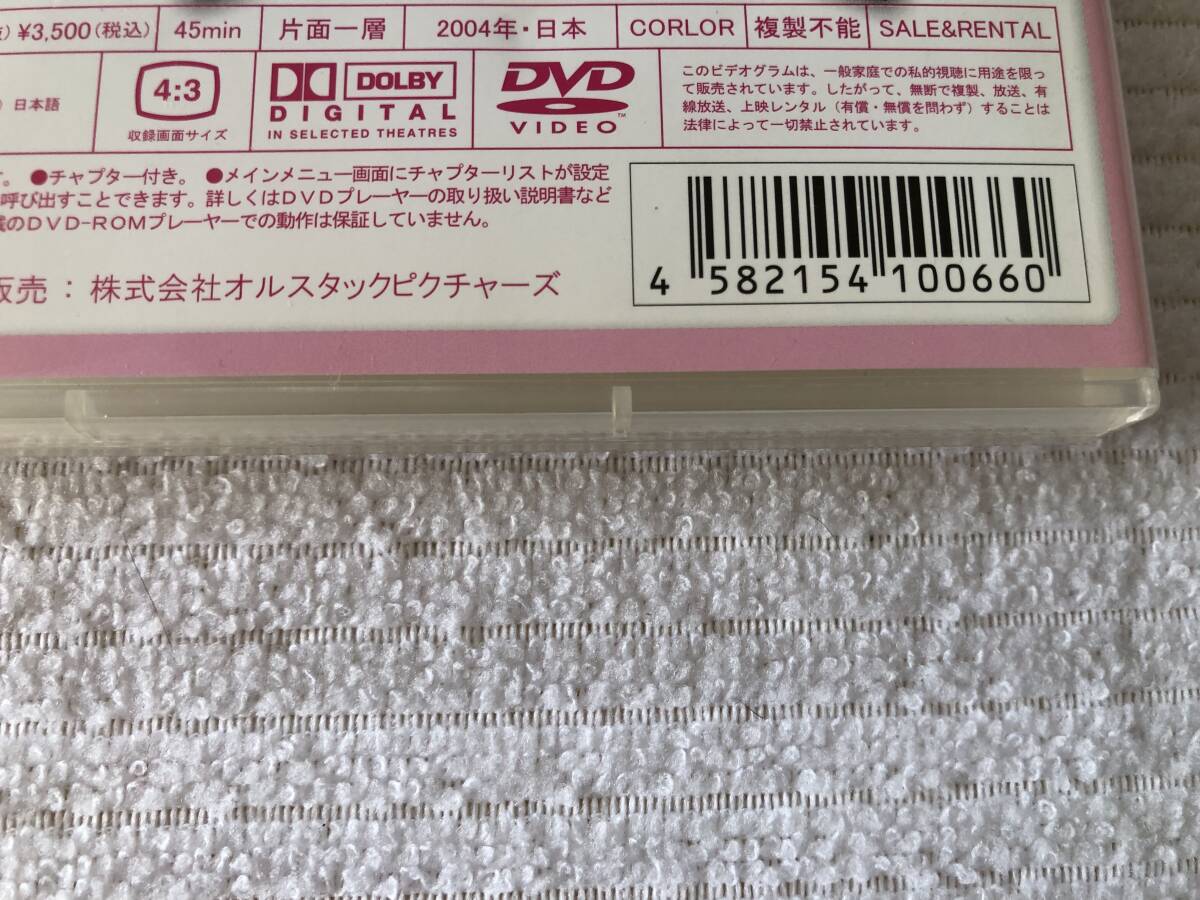 ¥3,500(税込) 45min 片面一層 2004年・日本 CORLOR 複製不能 SALE&RENTAL
日本語
4:3
収録画面サイズ
DOLBY
DIGITAL
IN SELECTED THEATRES
DVD
VIDEO
このビデオグラムは、一般家庭での私的視聴に用途を限っ
て販売されています。したがって、無断で複製、放送、有
線放送、上映レンタル(有償・無償を問わず)することは
法律によって一切禁止されています。
。 ●チャプター付き。 ●メインメニュー画面にチャプターリストが設定
呼び出すことできます。詳しくはDVDプレーヤーの取り扱い説明書など
のDVD-ROMプレーヤーでの動作は保証していません。
販売:株式会社オルスタックピクチャーズ
4 582154 100660